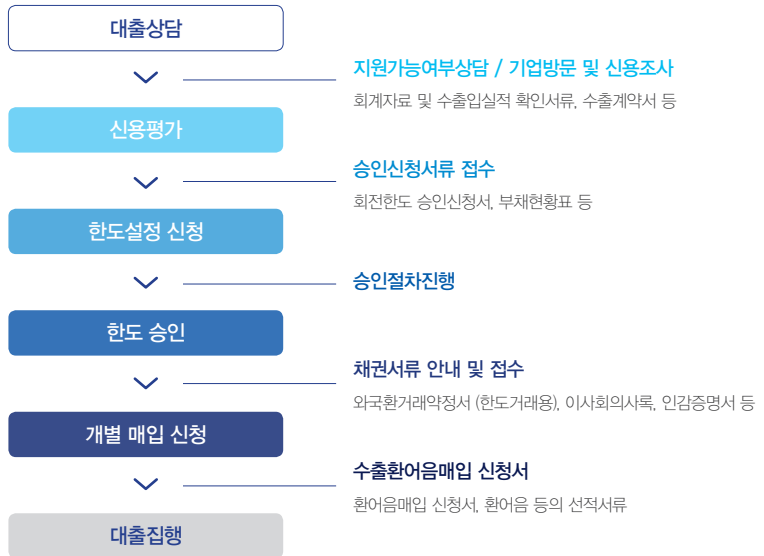 대출상담
지원가능여부상담 / 기업방문 및 신용조사
회계자료 및 수출입실적 확인서류, 수출계약서 등
신용평가
승인신청서류 접수
회전한도 승인신청서, 부채현황표 등
한도설정 신청
승인절차진행
한도 승인
채권서류 안내 및 접수
와국환거래약정서 (한도거래용), 이사회의사록, 인감증명서 등
개별 매입 신청
수출환어음매입 신청서
환어음매입 신청서, 환어음 등의 선적서류
대출집행